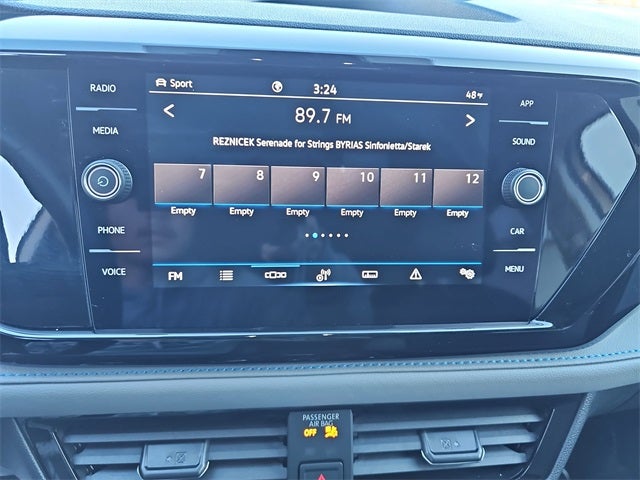 RADIO
MEDIA
PHONE
VOICE
Sport
3:24
48°F
89.7 FM
REZNICEK Serenade for Strings BYRIAS Sinfonietta/Starek
7 8 9 10 11 12
Empty Empty Empty Empty Empty Empty
FM
APP
SOUND
CAR
MENU
PASSENGER
AIR BAG
OFF